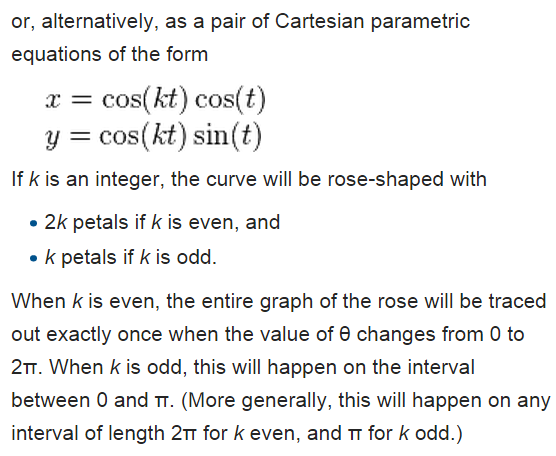 or, alternatively, as a pair of Cartesian parametric
equations of the form
x = cos(kt) cos(t)
y = cos(kt) sin(t)
If k is an integer, the curve will be rose-shaped with
• 2k petals if k is even, and
• k petals if k is odd.
When k is even, the entire graph of the rose will be traced
out exactly once when the value of θ changes from 0 to
2π. When k is odd, this will happen on the interval
between 0 and π. (More generally, this will happen on any
interval of length 2π for k even, and π for k odd.)